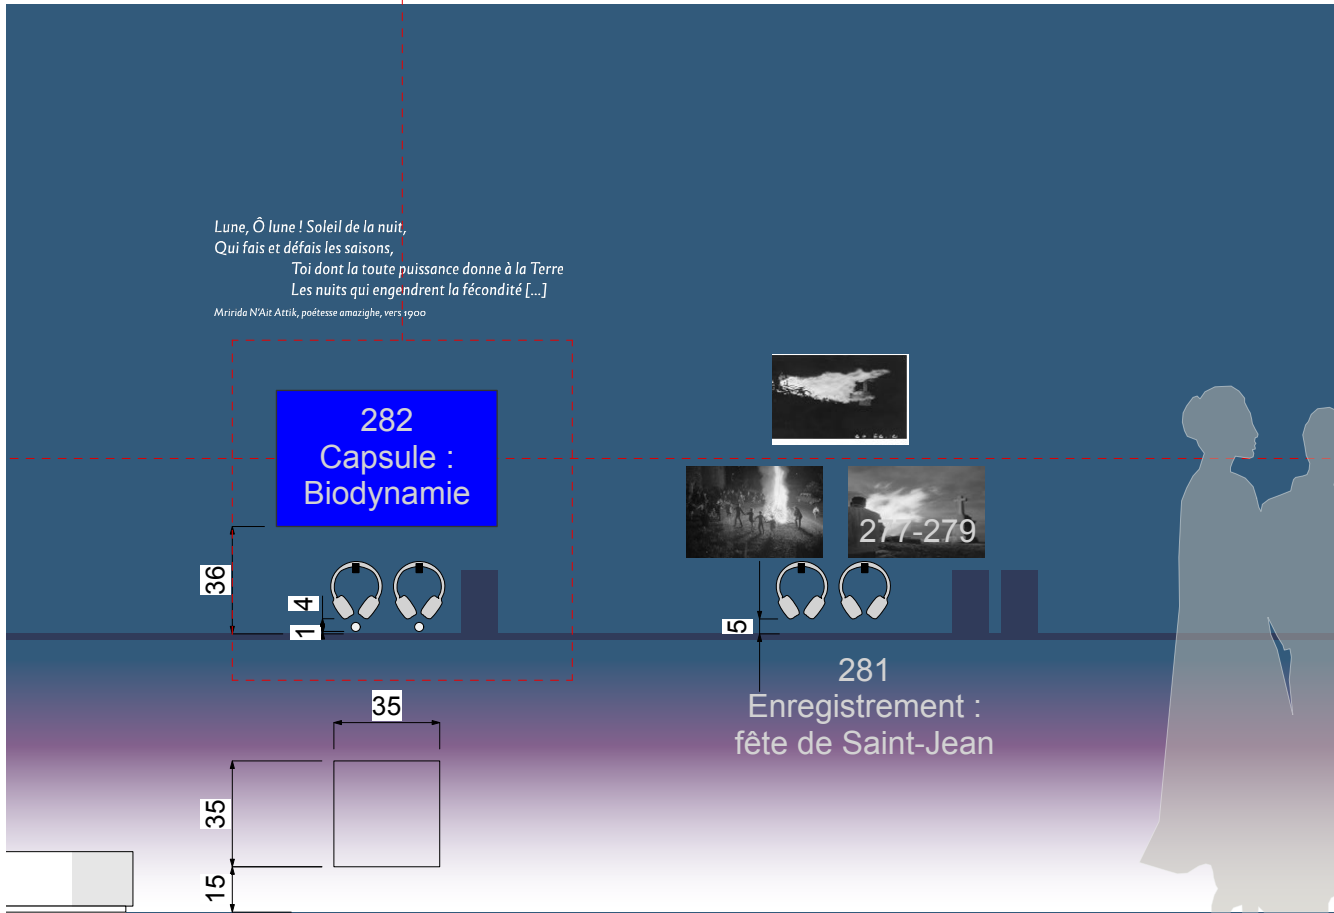 Lune, Ô lune ! Soleil de la nuit,
Qui fais et défais les saisons,
Toi dont la toute puissance donne à la Terre
Les nuits qui engendrent la fécondité [...]
Mririda N'Ait Attik, poétesse amazighe, vers 1900
282
Capsule :
Biodynamie
277-279
36
4
1
5
281
Enregistrement :
fête de Saint-Jean
35
35
15